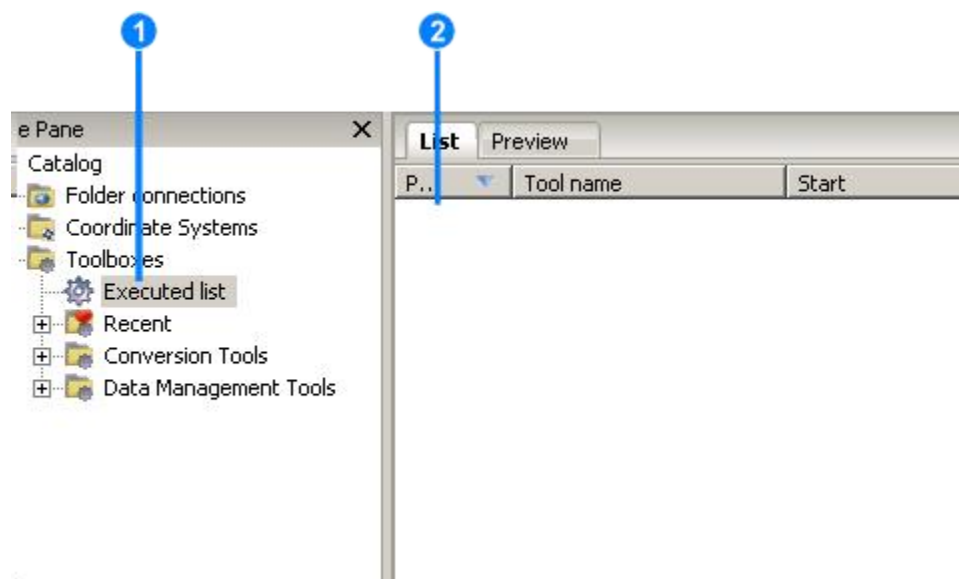 1 2
e Pane
Catalog
Folder connections
Coordinate Systems
Toolboxes
Executed list
Recent
Conversion Tools
Data Management Tools
List Preview
P... Tool name Start